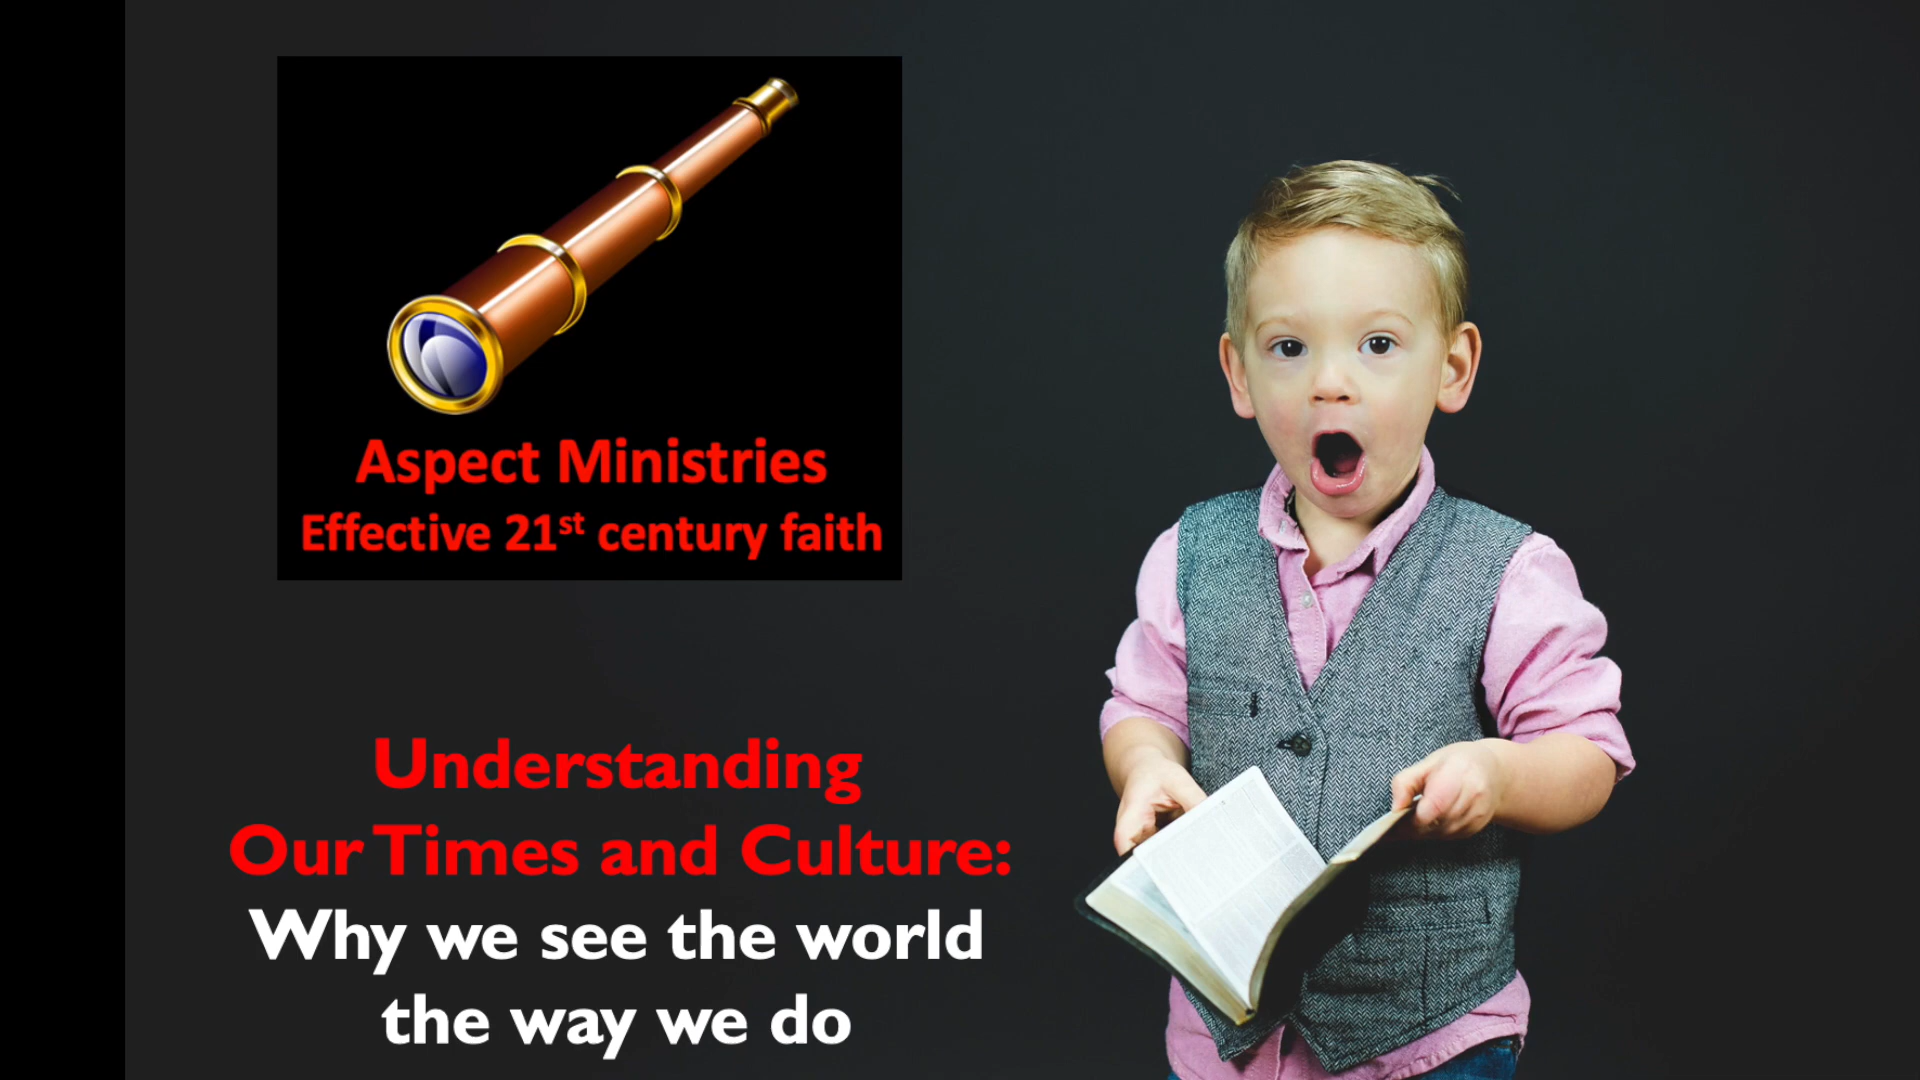 Aspect Ministries
Effective 21st century faith
Understanding
Our Times and Culture:
Why we see the world
the way we do